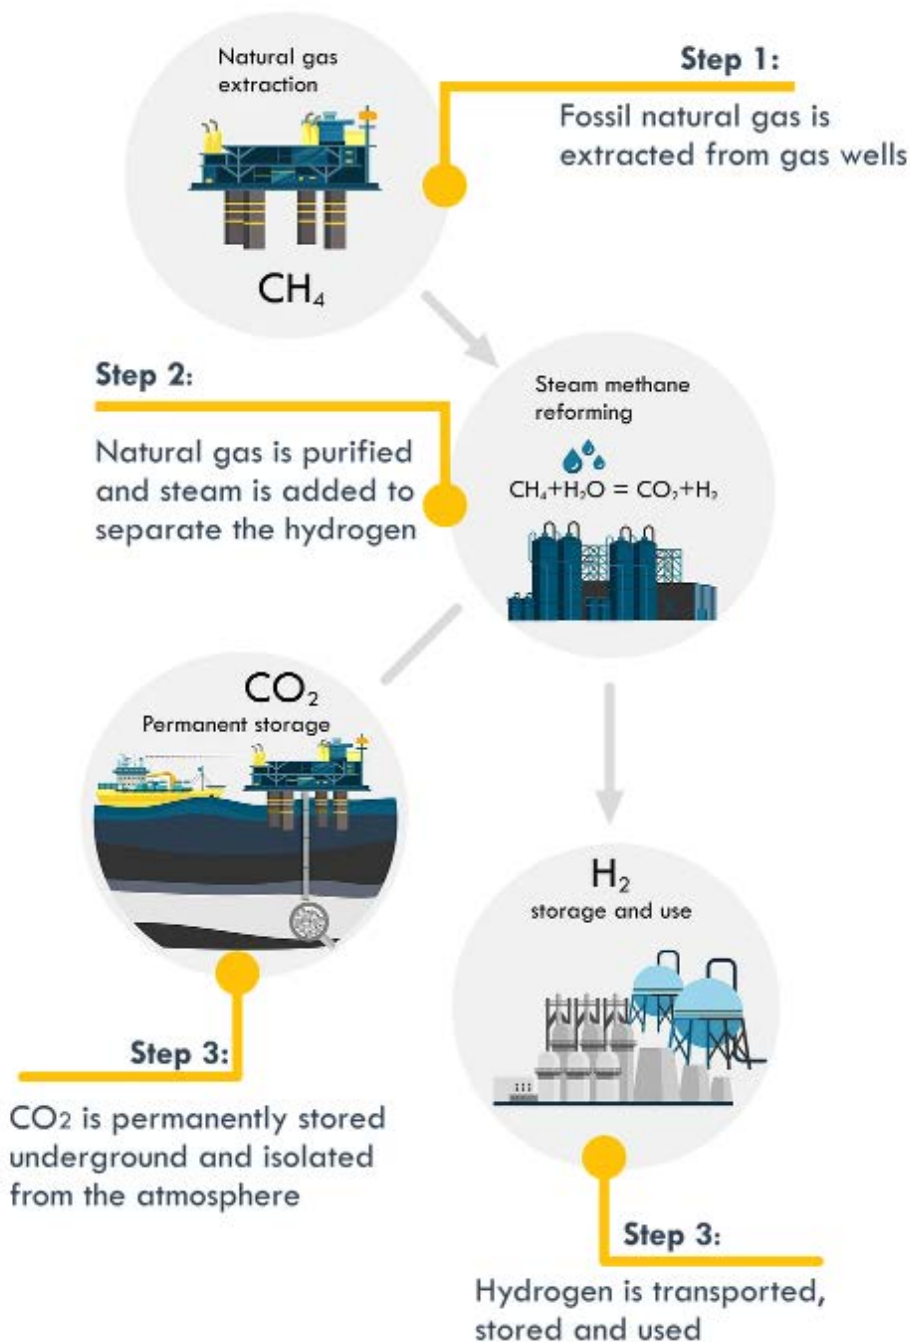 Natural gas
extraction
CH₄
Step 1:
Fossil natural gas is
extracted from gas wells
Step 2:
Natural gas is purified
and steam is added to
separate the hydrogen
Steam methane
reforming
CH₄+H₂O = CO₂+H₂
CO₂
Permanent storage
Step 3:
CO2 is permanently stored
underground and isolated
from the atmosphere
H₂
storage and use
Step 3:
Hydrogen is transported,
stored and used